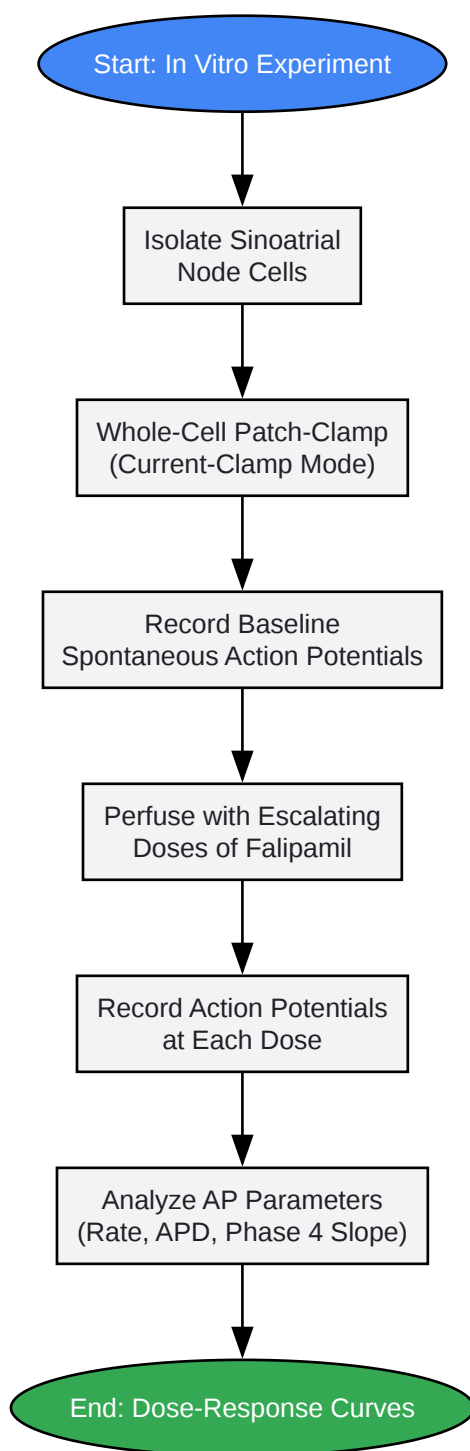 Start: In Vitro Experiment
Isolate Sinoatrial
Node Cells
Whole-Cell Patch-Clamp
(Current-Clamp Mode)
Record Baseline
Spontaneous Action Potentials
Perfuse with Escalating
Doses of Falipamil
Record Action Potentials
at Each Dose
Analyze AP Parameters
(Rate, APD, Phase 4 Slope)
End: Dose-Response Curves